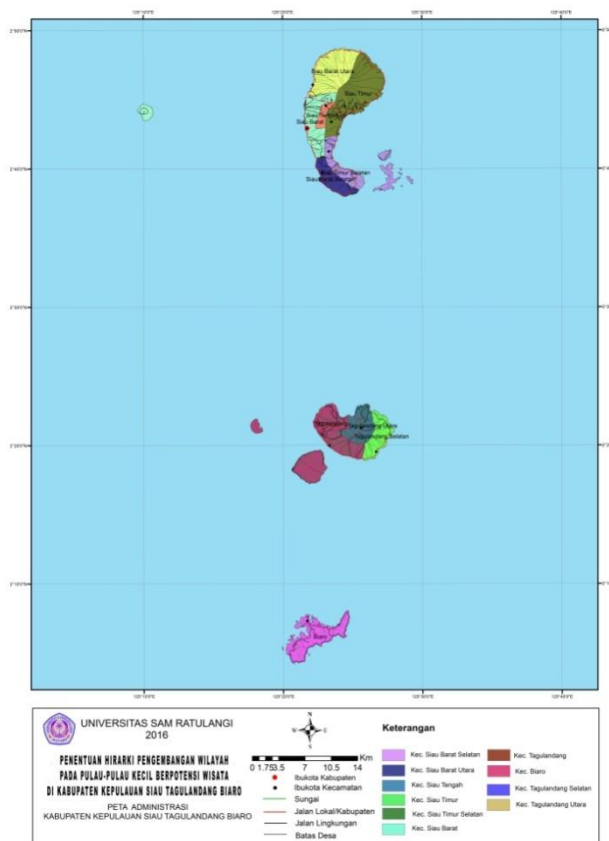 Siau Barat Utara
Siau Timur
Siau Tengah
Siau Barat
Siau Timur Selatan
Siau Barat Selatan
Tagulandang
Tagulandang Utara
Tagulandang Selatan
Biaro
UNIVERSITAS SAM RATULANGI
2016
PENENTUAN HIRARKI PENGEMBANGAN WILAYAH
PADA PULAU-PULAU KECIL BERPOTENSI WISATA
DI KABUPATEN KEPULAUAN SIAU TAGULANDANG BIARO
PETA ADMINISTRASI
KABUPATEN KEPULAUAN SIAU TAGULANDANG BIARO
N
Km
0 1.753.5 7 10.5 14
Ibukota Kabupaten
Ibukota Kecamatan
Sungai
Jalan Lokal/Kabupaten
Jalan Lingkungan
Batas Desa
Keterangan
Kec. Siau Barat Selatan
Kec. Siau Barat Utara
Kec. Siau Tengah
Kec. Siau Timur
Kec. Siau Timur Selatan
Kec. Siau Barat
Kec. Tagulandang
Kec. Biaro
Kec. Tagulandang Selatan
Kec. Tagulandang Utara